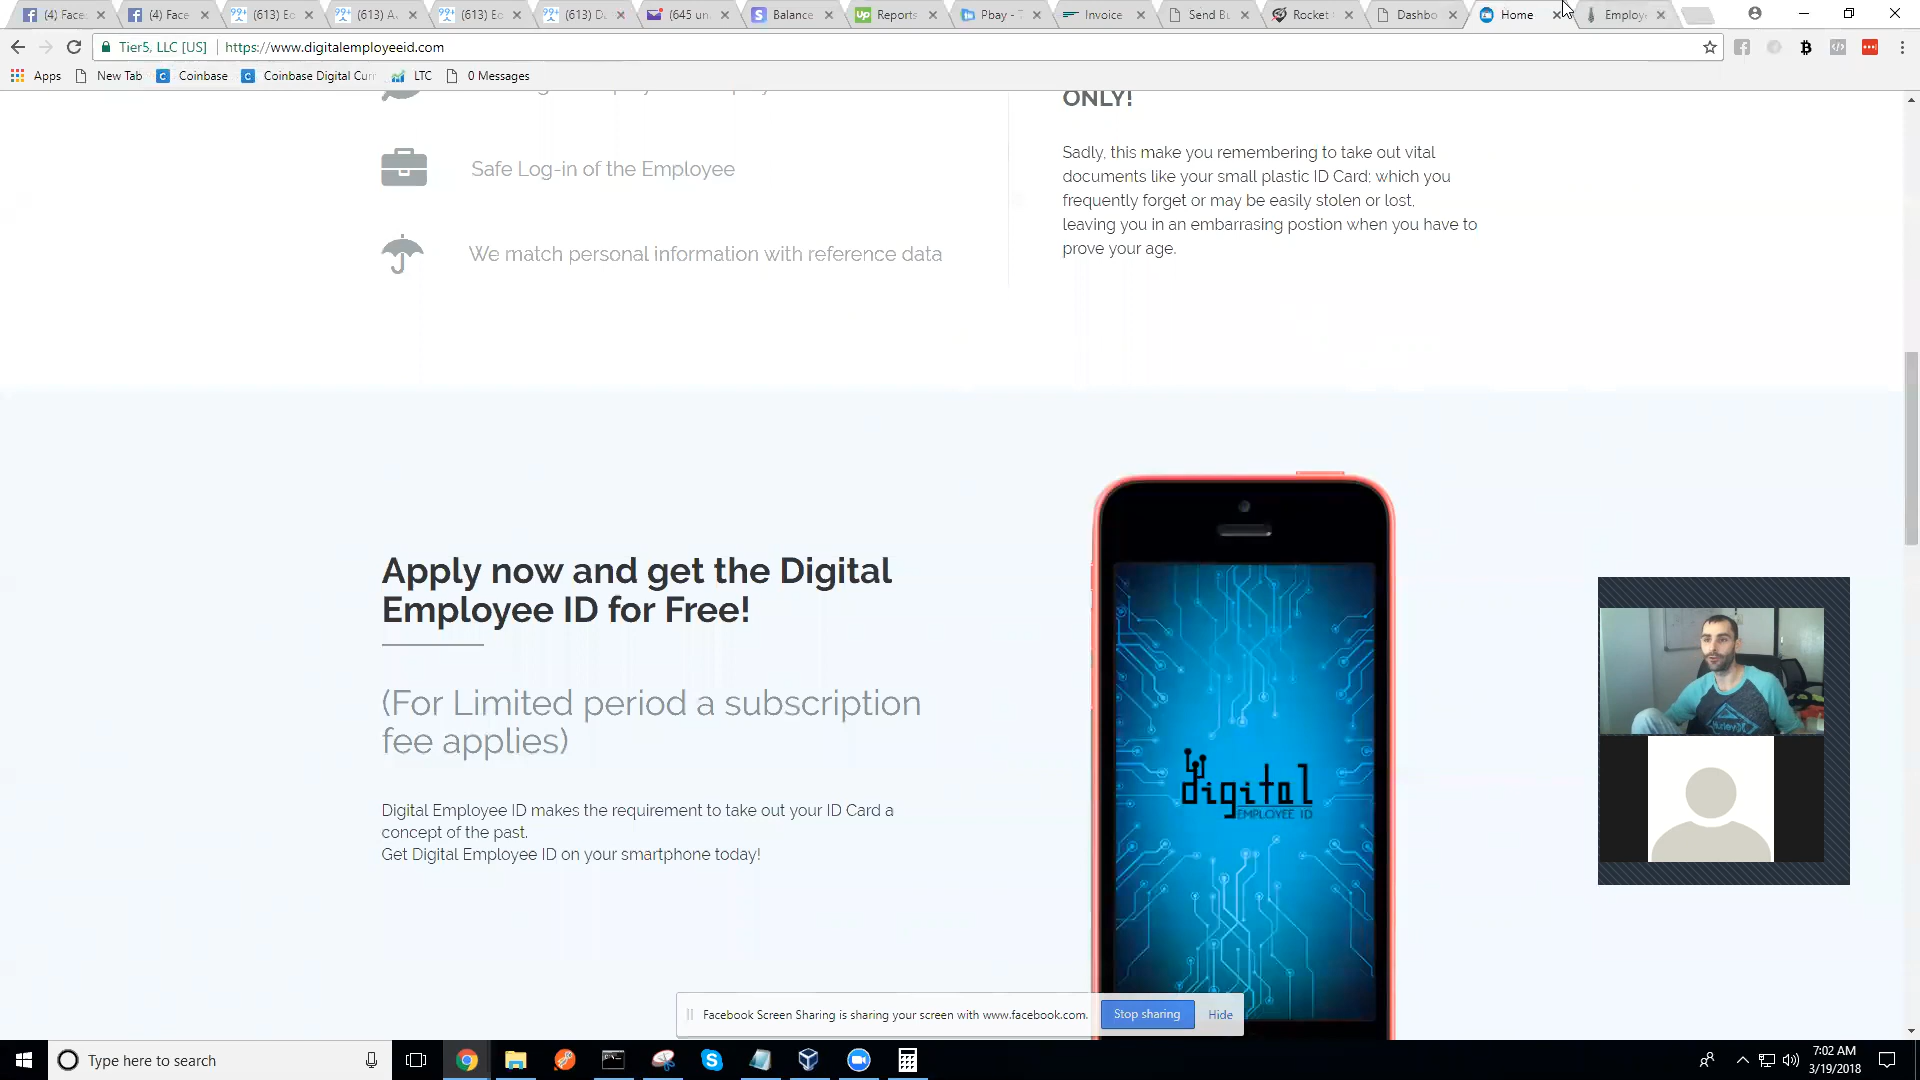 (4) Face
(4) Face
(613) Ec
(613) A
(613) Ec
(613) D
(645 un
Balance
Up Reports
Pbay - T
Invoice
Send Bu
Rocket
Dashbo
Home
Employ
Tier5, LLC [US] https://www.digitalemployeeid.com
Apps New Tab Coinbase Coinbase Digital Curr LTC 0 Messages
ONLY!
Safe Log-in of the Employee
We match personal information with reference data
Sadly, this make you remembering to take out vital
documents like your small plastic ID Card; which you
frequently forget or may be easily stolen or lost,
leaving you in an embarrasing postion when you have to
prove your age.
Apply now and get the Digital
Employee ID for Free!
(For Limited period a subscription
fee applies)
Digital Employee ID makes the requirement to take out your ID Card a
concept of the past.
Get Digital Employee ID on your smartphone today!
digital
EMPLOYEE ID
Facebook Screen Sharing is sharing your screen with www.facebook.com. Stop sharing Hide
Type here to search
7:02 AM
3/19/2018